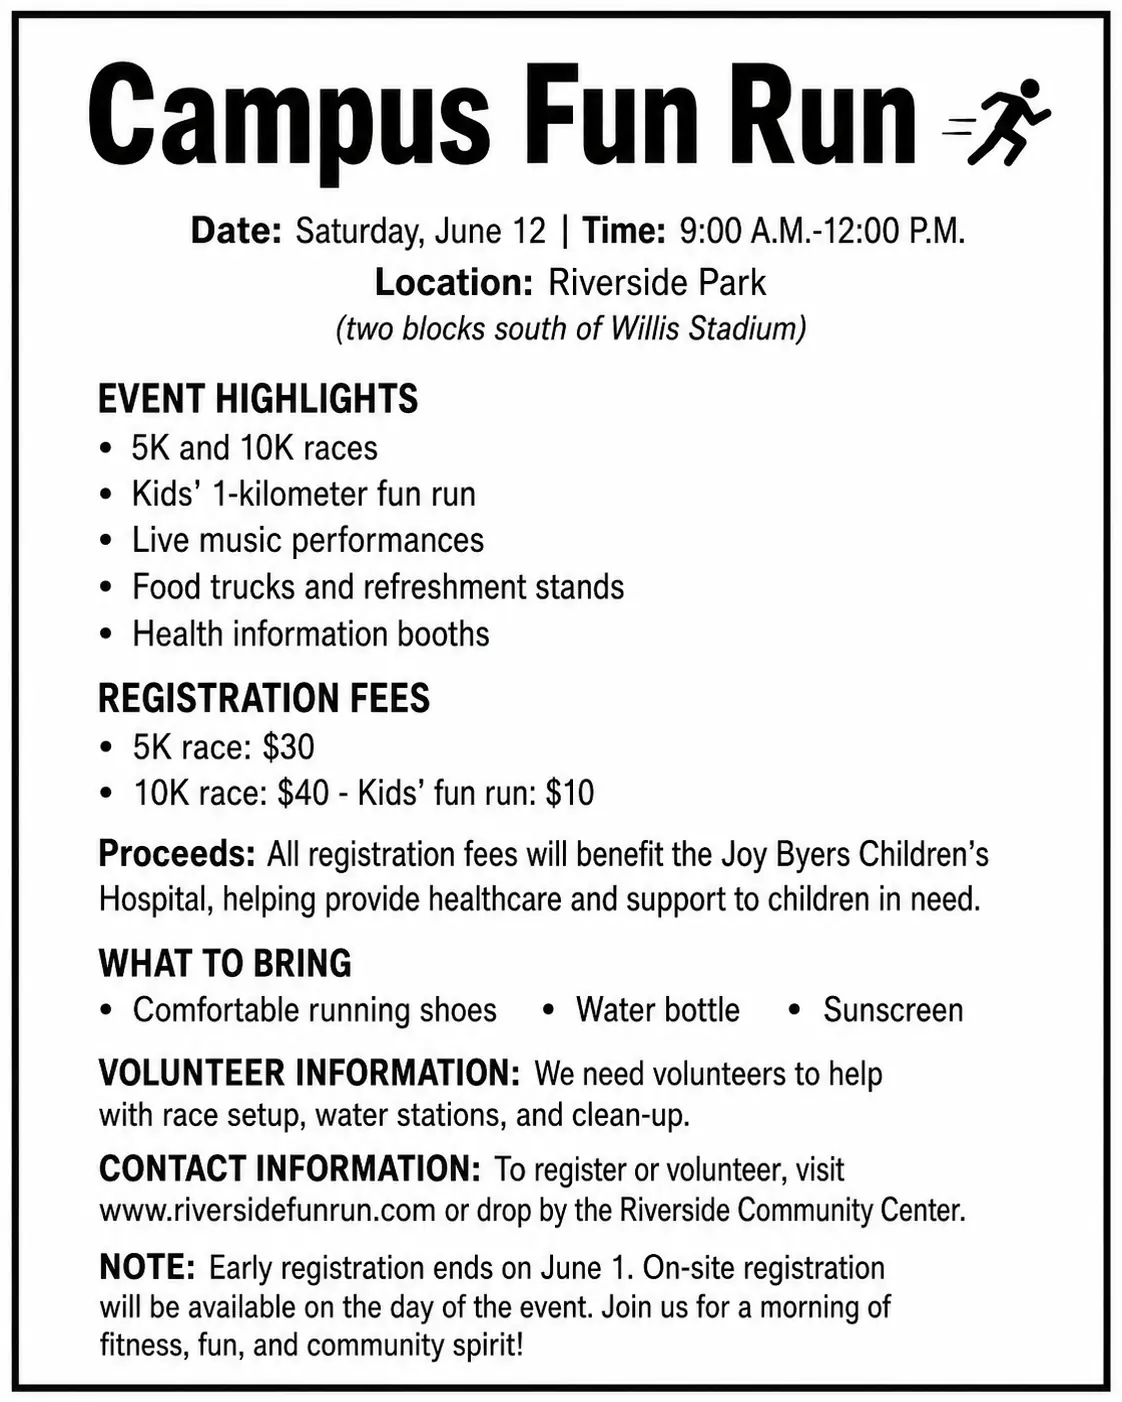 Campus Fun Run
Date: Saturday, June 12 | Time: 9:00 A.M.-12:00 P.M.
Location: Riverside Park
(two blocks south of Willis Stadium)
EVENT HIGHLIGHTS
• 5K and 10K races
• Kids’ 1-kilometer fun run
• Live music performances
• Food trucks and refreshment stands
• Health information booths
REGISTRATION FEES
• 5K race: $30
• 10K race: $40 - Kids’ fun run: $10
Proceeds: All registration fees will benefit the Joy Byers Children’s
Hospital, helping provide healthcare and support to children in need.
WHAT TO BRING
• Comfortable running shoes • Water bottle • Sunscreen
VOLUNTEER INFORMATION: We need volunteers to help
with race setup, water stations, and clean-up.
CONTACT INFORMATION: To register or volunteer, visit
www.riversidefunrun.com or drop by the Riverside Community Center.
NOTE: Early registration ends on June 1. On-site registration
will be available on the day of the event. Join us for a morning of
fitness, fun, and community spirit!